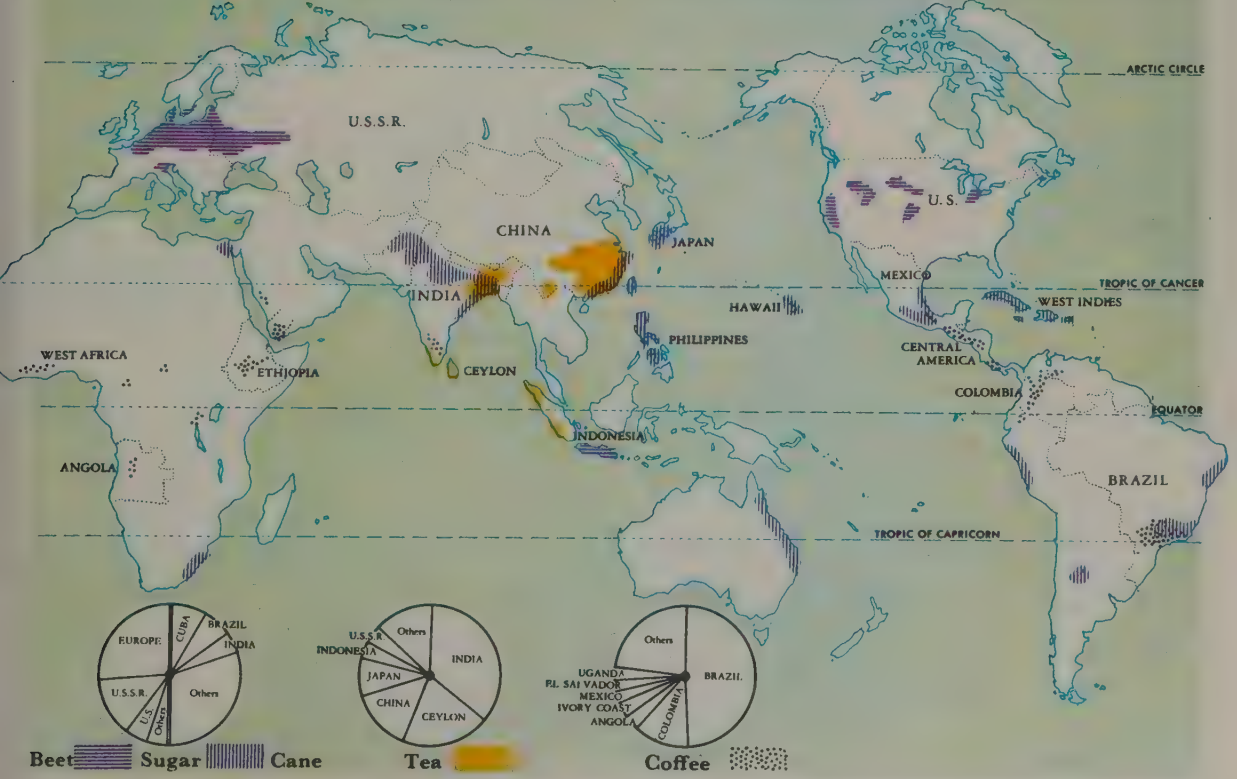 ARCTIC CIRCLE
U.S.S.R.
U.S.
CHINA
JAPAN
MEXICO
TROPIC OF CANCER
INDIA
HAWAII
WEST INDIES
PHILIPPINES
CENTRAL
AMERICA
WEST AFRICA
ETHIOPIA
CEYLON
COLOMBIA
EQUATOR
INDONESIA
ANGOLA
BRAZIL
TROPIC OF CAPRICORN
EUROPE
CUBA
BRAZIL
INDIA
Others
U.S.S.R.
U.S.
Others
U.S.S.R.
Others
INDONESIA
INDIA
JAPAN
CHINA
CEYLON
Others
BRAZIL
UGANDA
EL SALVADOR
MEXICO
IVORY COAST
ANGOLA
COLOMBIA
Beet Sugar Cane Tea Coffee